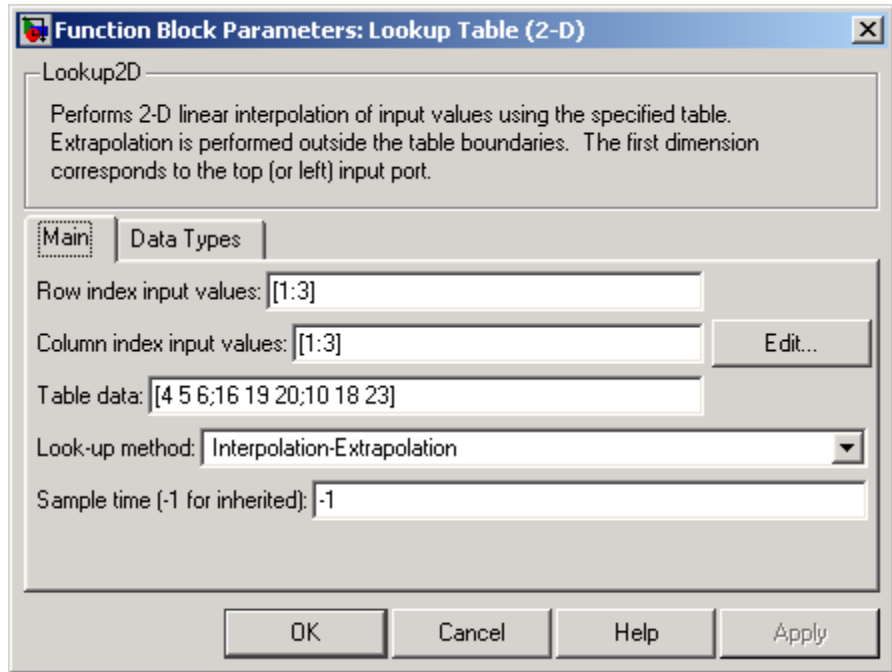 Function Block Parameters: Lookup Table (2-D)
Lookup2D
Performs 2-D linear interpolation of input values using the specified table.
Extrapolation is performed outside the table boundaries. The first dimension
corresponds to the top (or left) input port.
Main Data Types
Row index input values: [1:3]
Column index input values: [1:3] Edit...
Table data: [4 5 6;16 19 20;10 18 23]
Look-up method: Interpolation-Extrapolation
Sample time (-1 for inherited): -1
OK Cancel Help Apply